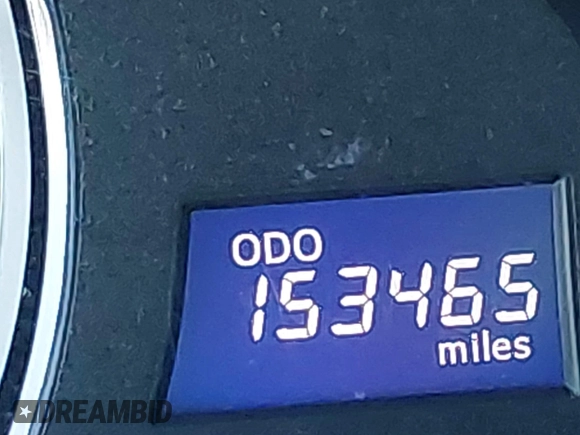 ODO
153465
miles
DREAMBID